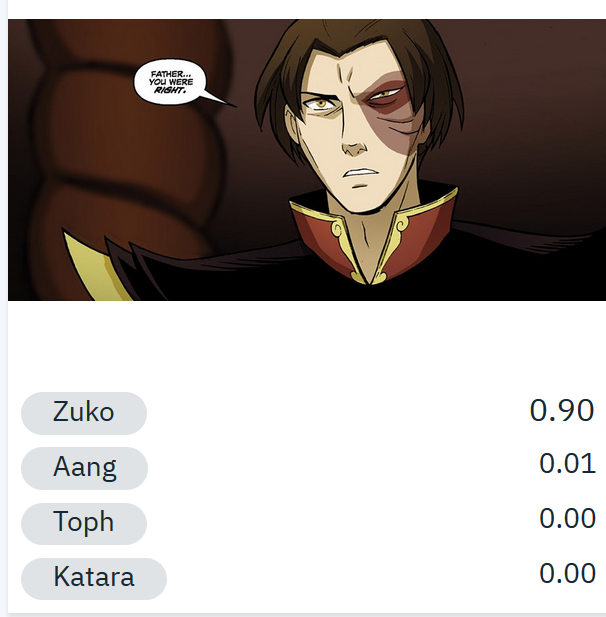 FATHER...
YOU WERE
RIGHT.
Zuko 0.90
Aang 0.01
Toph 0.00
Katara 0.00